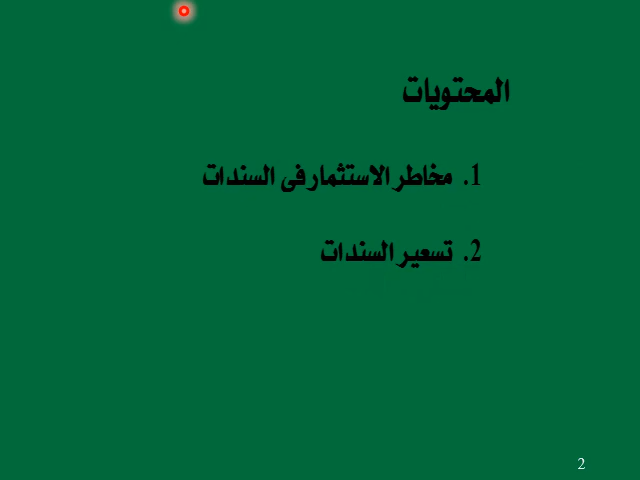 المحتويات
1. مخاطر الاستثمار فى السندات
2. تسعير السندات
2